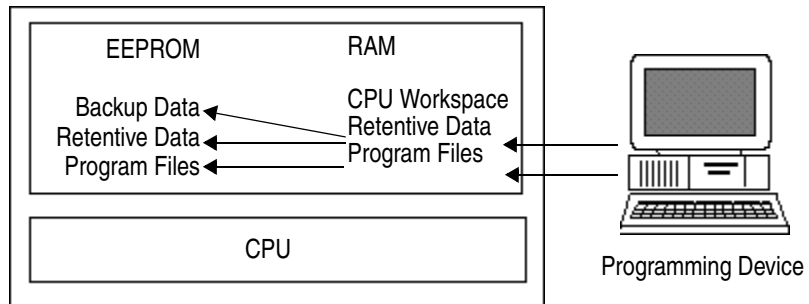 EEPROM
RAM
Backup Data
Retentive Data
Program Files
CPU Workspace
Retentive Data
Program Files
CPU
Programming Device